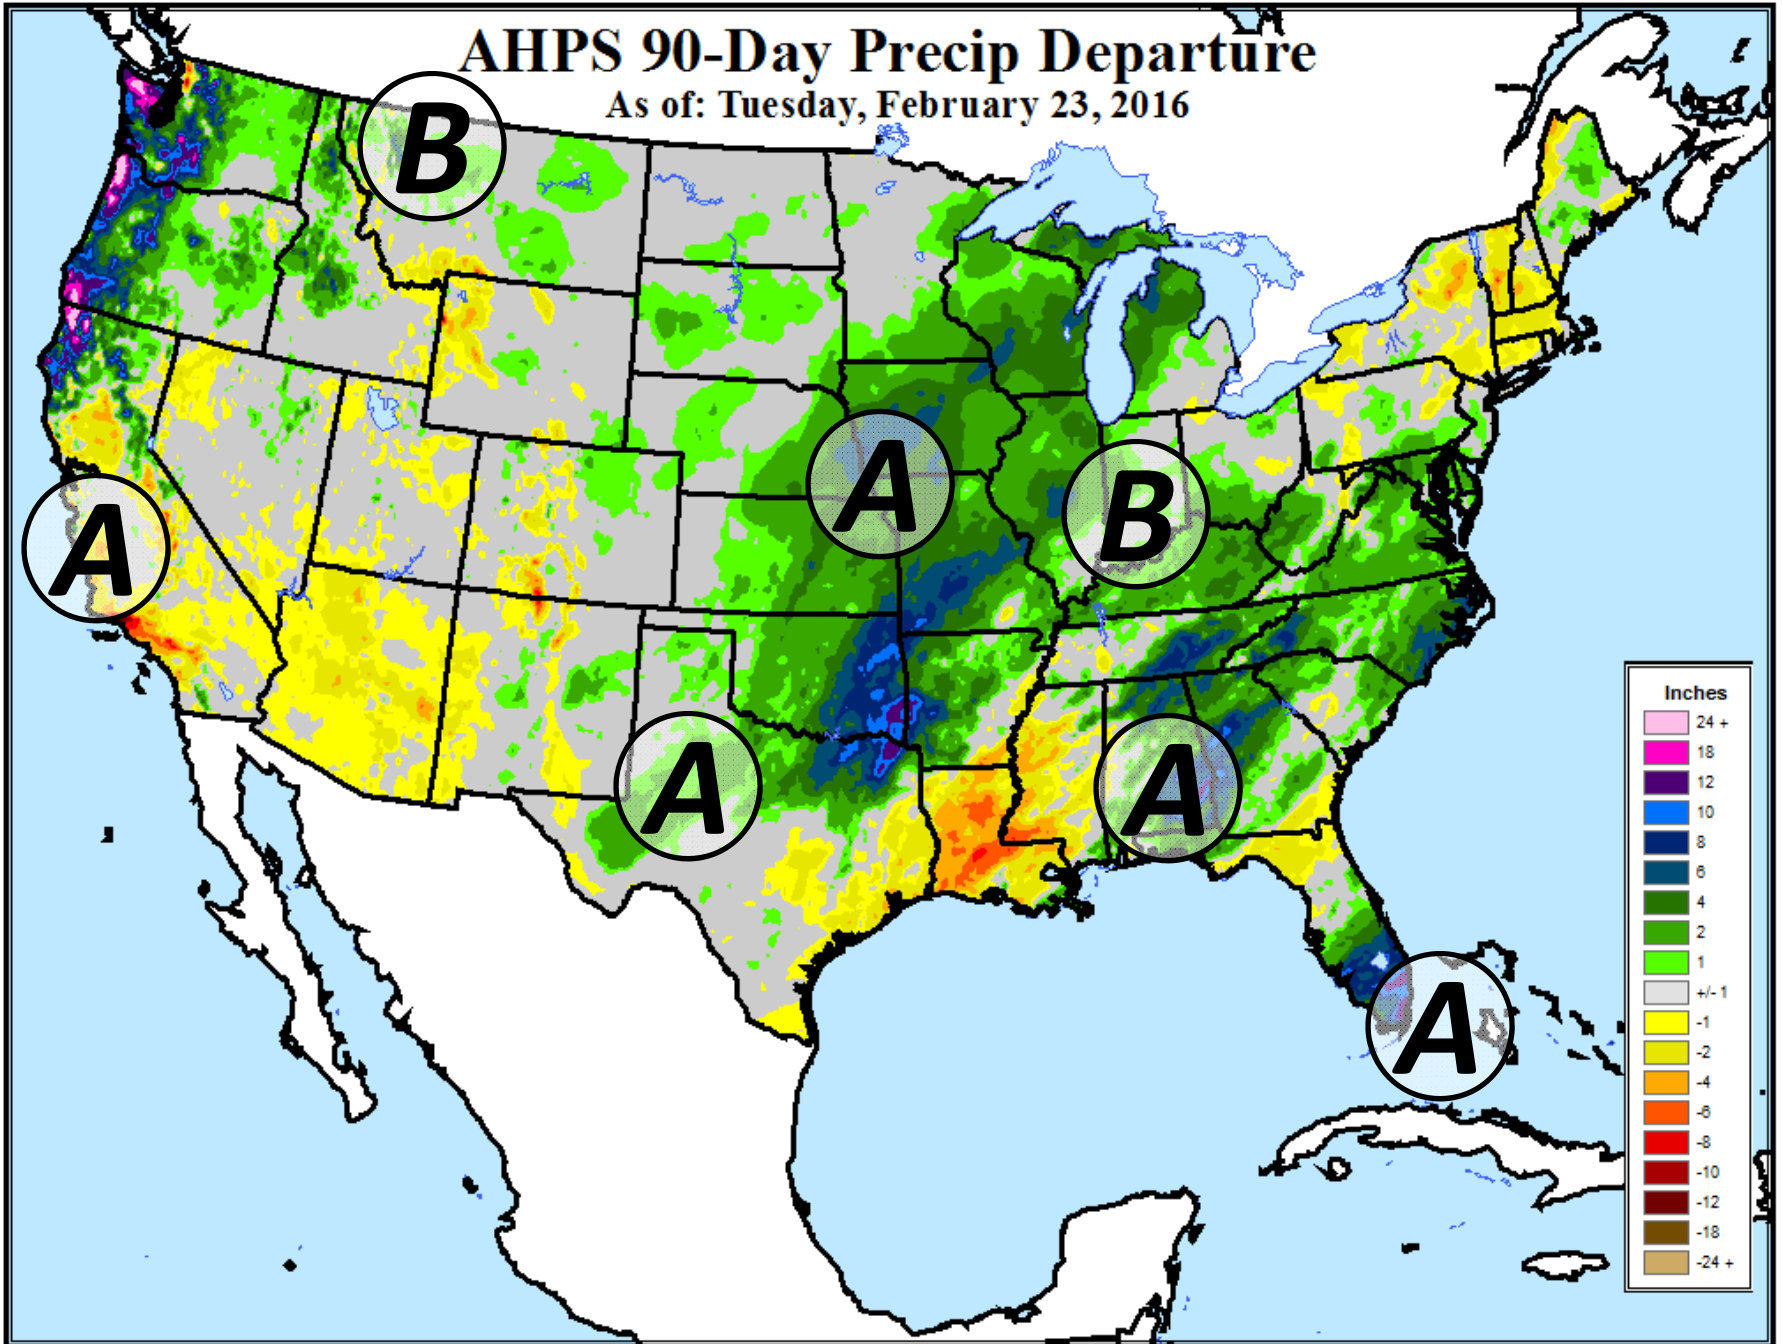 AHPS 90-Day Precip Departure
As of: Tuesday, February 23, 2016
B
A
B
A
A
A
A
Inches
24 +
18
12
10
8
6
4
2
1
+/- 1
-1
-2
-4
-6
-8
-10
-12
-18
-24 +